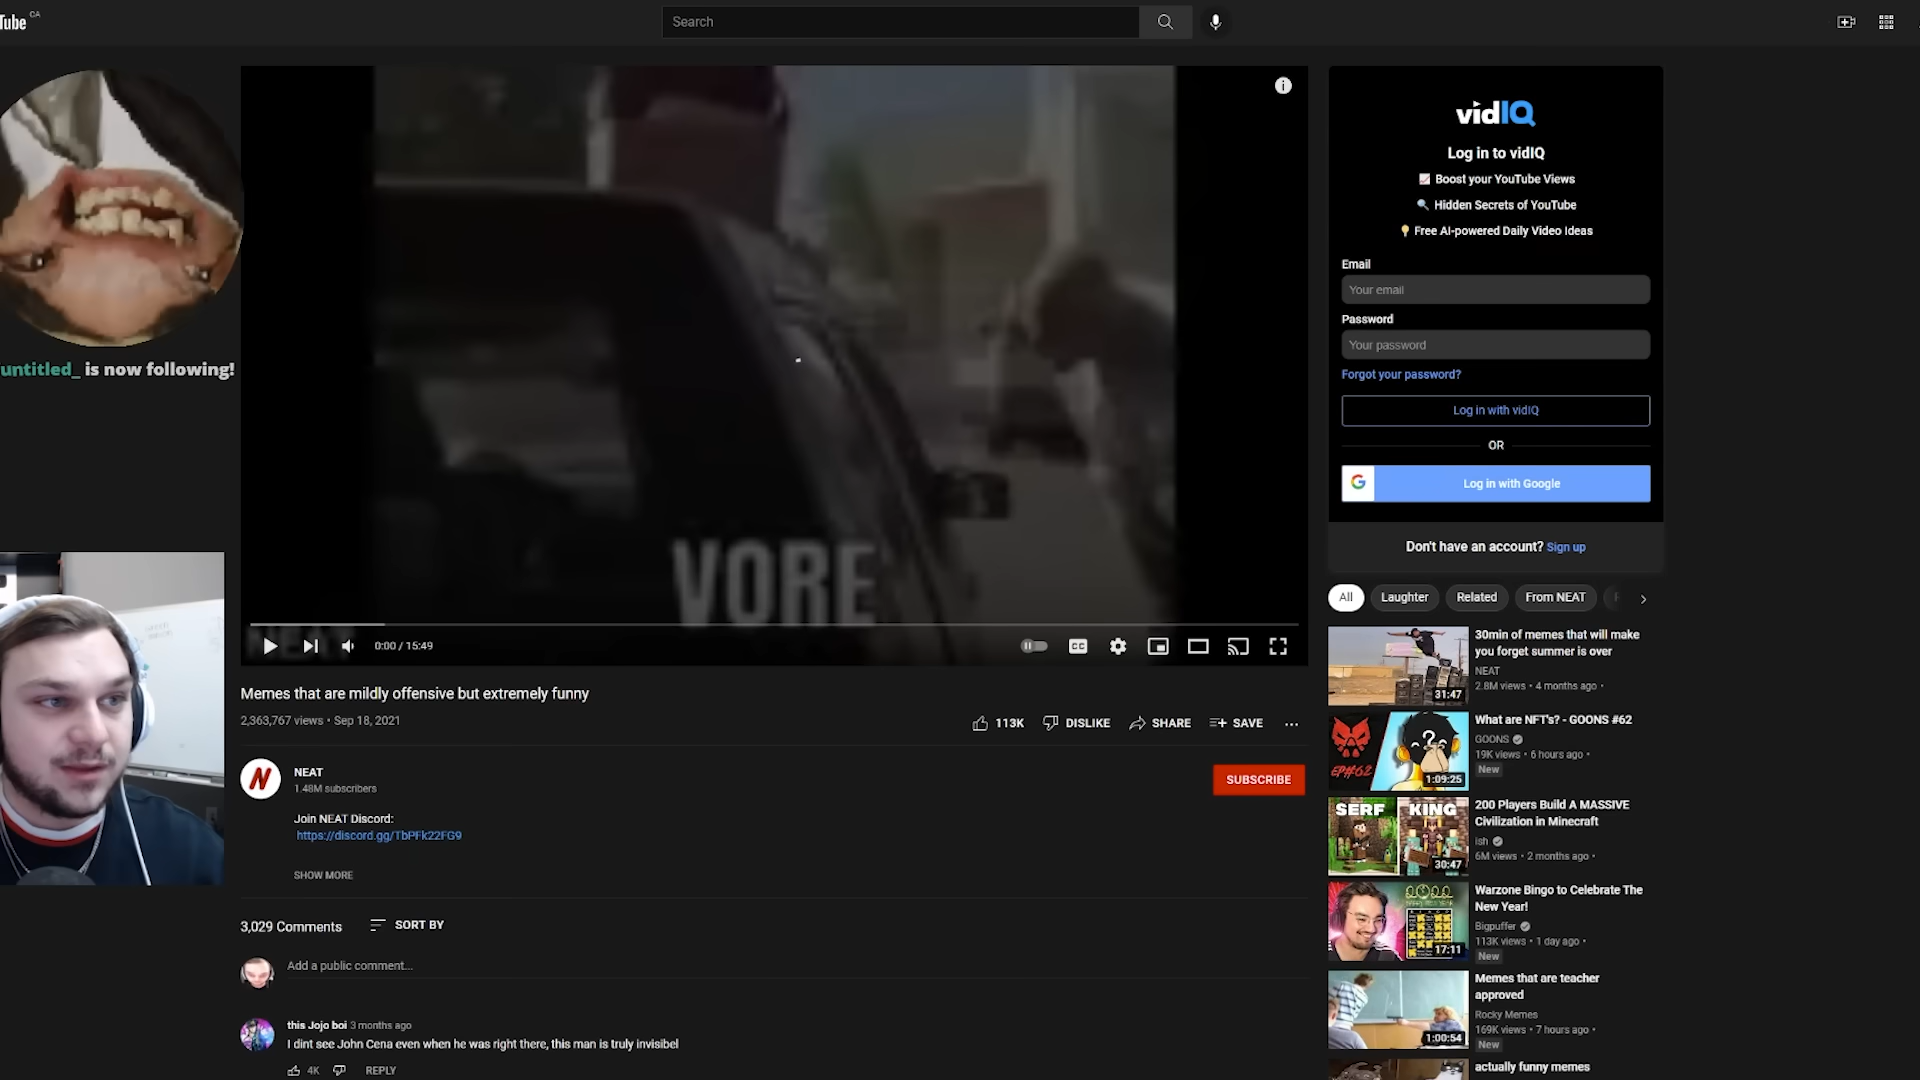 Tube CA
Search
untitled_ is now following!
VORE
0:00 / 15:49
CC
Memes that are mildly offensive but extremely funny
2,363,767 views • Sep 18, 2021
113K
DISLIKE
SHARE
SAVE
N
NEAT
1.48M subscribers
SUBSCRIBE
Join NEAT Discord:
https://discord.gg/TbPFk22FG9
SHOW MORE
3,029 Comments
SORT BY
Add a public comment...
this Jojo boi 3 months ago
I dint see John Cena even when he was right there, this man is truly invisibel
4K
REPLY
vidIQ
Log in to vidIQ
Boost your YouTube Views
Hidden Secrets of YouTube
Free AI-powered Daily Video Ideas
Email
Your email
Password
Your password
Forgot your password?
Log in with vidIQ
OR
G
Log in with Google
Don't have an account? Sign up
All
Laughter
Related
From NEAT
31:47
30min of memes that will make
you forget summer is over
NEAT
2.8M views • 4 months ago •
EP#62
1:09:25
What are NFT's? - GOONS #62
GOONS
19K views • 6 hours ago •
New
SERF
KING
30:47
200 Players Build A MASSIVE
Civilization in Minecraft
ish
6M views • 2 months ago •
17:11
Warzone Bingo to Celebrate The
New Year!
Bigpuffer
113K views • 1 day ago •
New
1:00:54
Memes that are teacher
approved
Rocky Memes
169K views • 7 hours ago •
New
actually funny memes